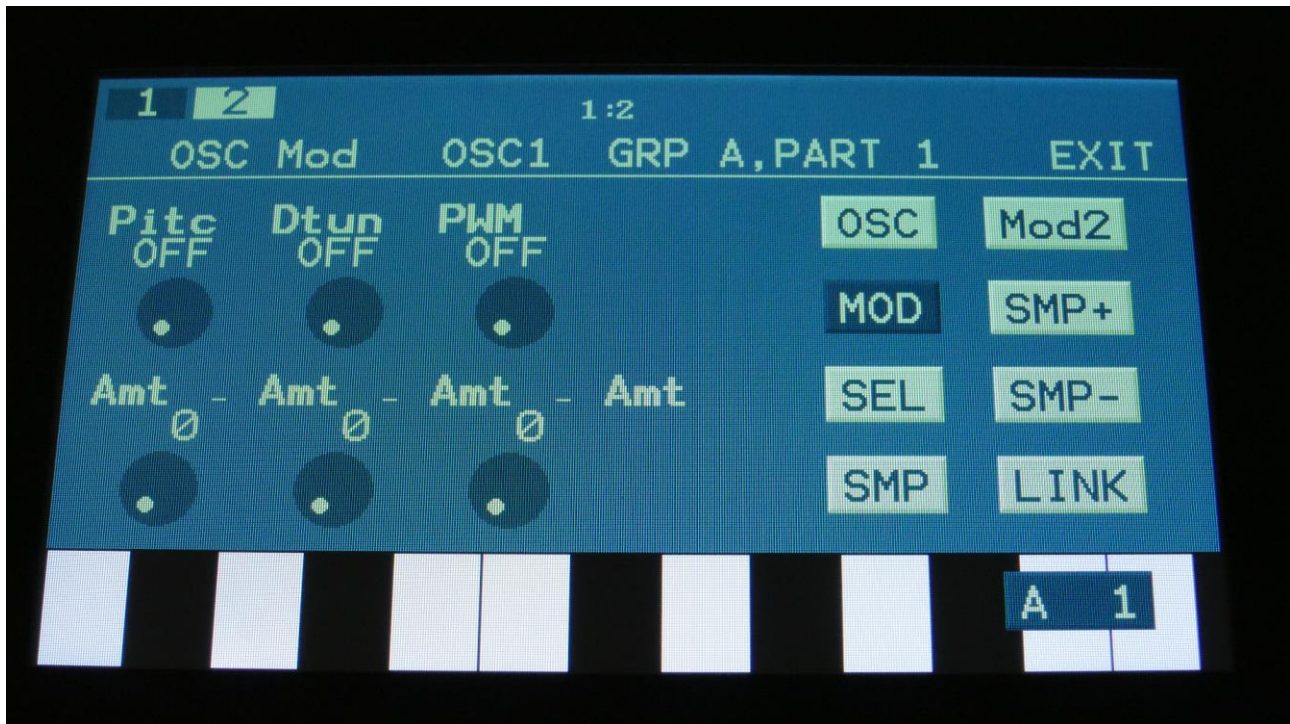 1 2 1:2
OSC Mod OSC1 GRP A,PART 1 EXIT
Pitc Dtun PWM OSC Mod2
OFF OFF OFF
MOD SMP+
Amt - Amt - Amt - Amt SEL SMP-
0 0 0
SMP LINK
A 1